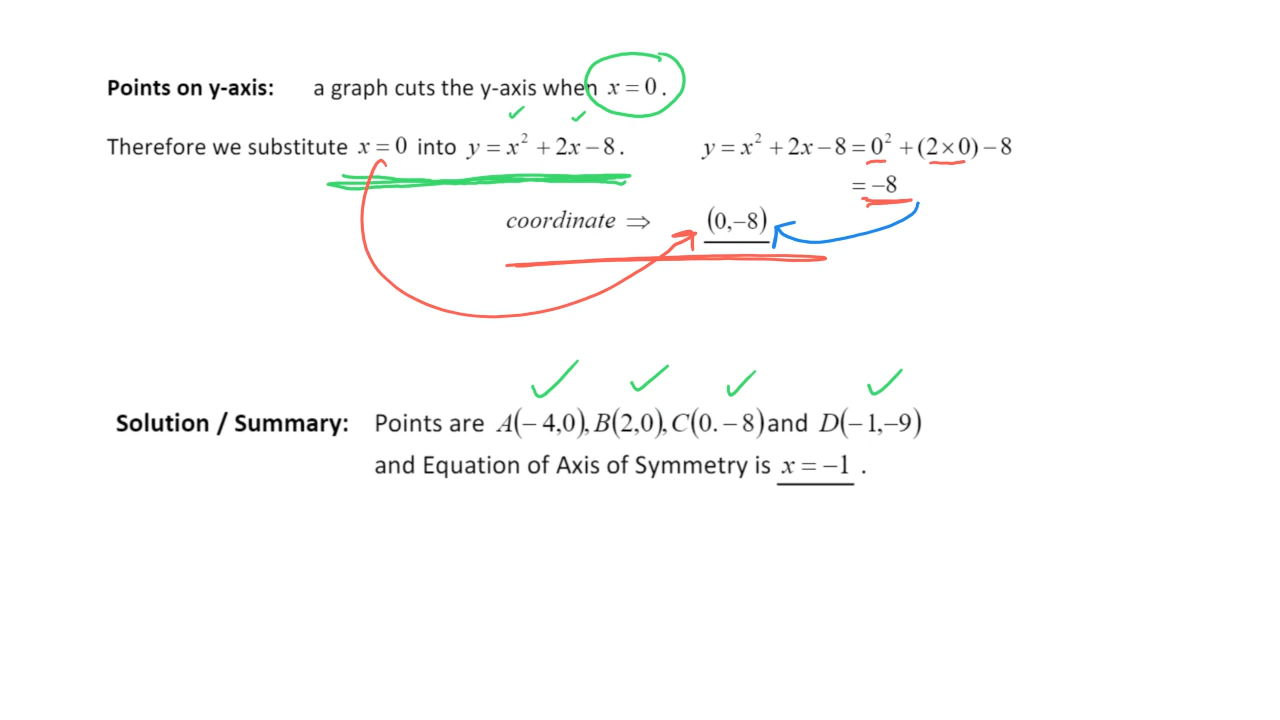 Points on y-axis: a graph cuts the y-axis when x = 0.
Therefore we substitute x = 0 into y = x² + 2x − 8. y = x² + 2x − 8 = 0² + (2×0) − 8
= −8
coordinate ⇒ (0,−8)
Solution / Summary: Points are A(− 4,0), B(2,0), C(0. − 8)and D(− 1,−9)
and Equation of Axis of Symmetry is x = −1 .